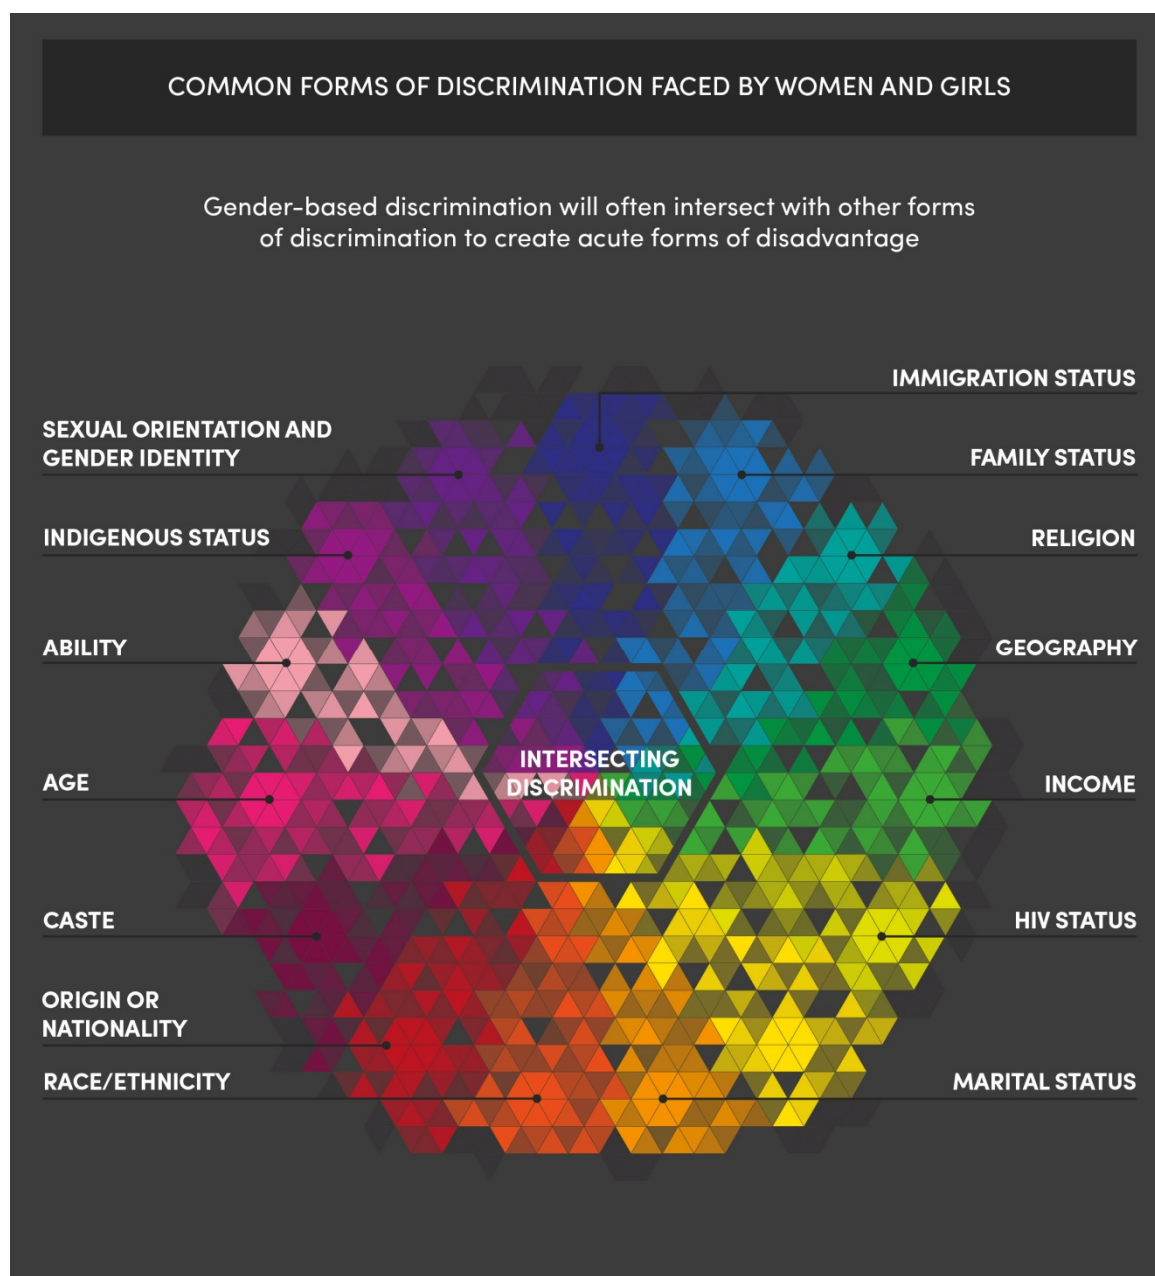 COMMON FORMS OF DISCRIMINATION FACED BY WOMEN AND GIRLS
Gender-based discrimination will often intersect with other forms
of discrimination to create acute forms of disadvantage
IMMIGRATION STATUS
SEXUAL ORIENTATION AND
GENDER IDENTITY
FAMILY STATUS
INDIGENOUS STATUS
RELIGION
ABILITY
GEOGRAPHY
INTERSECTING
DISCRIMINATION
AGE
INCOME
CASTE
HIV STATUS
ORIGIN OR
NATIONALITY
RACE/ETHNICITY
MARITAL STATUS